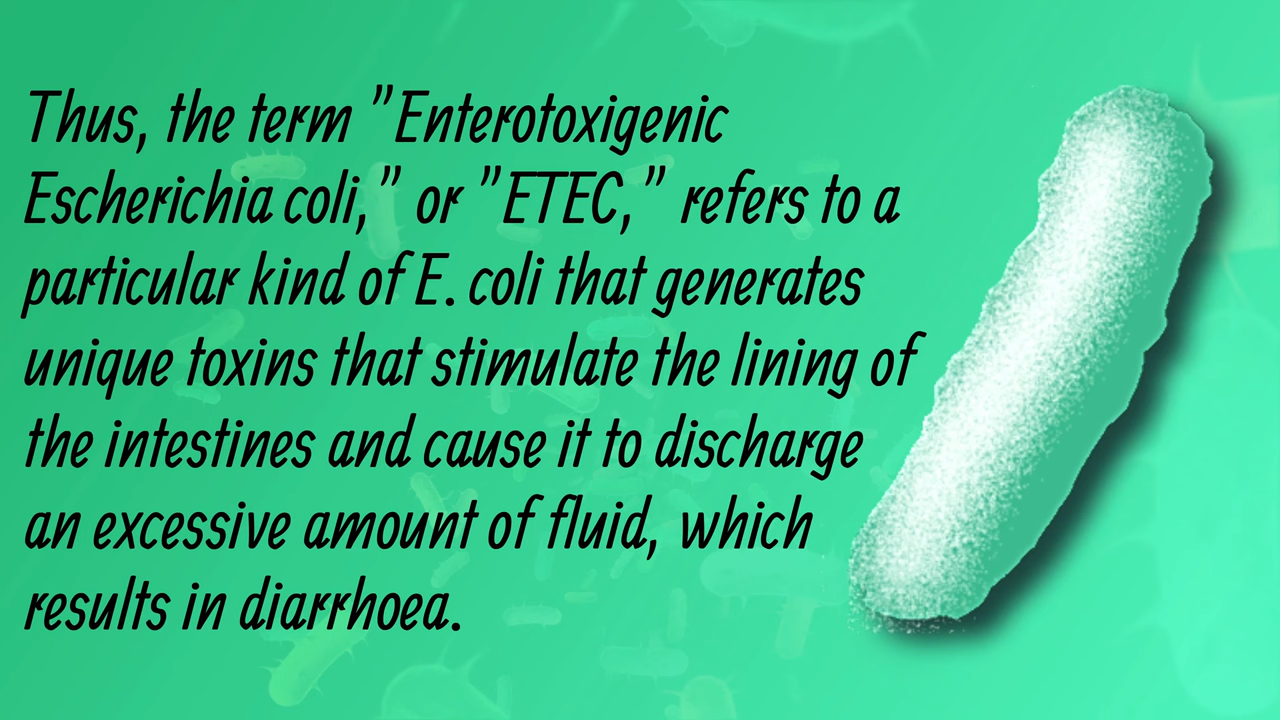 Thus, the term "Enterotoxigenic
Escherichia coli," or "ETEC," refers to a
particular kind of E. coli that generates
unique toxins that stimulate the lining of
the intestines and cause it to discharge
an excessive amount of fluid, which
results in diarrhoea.